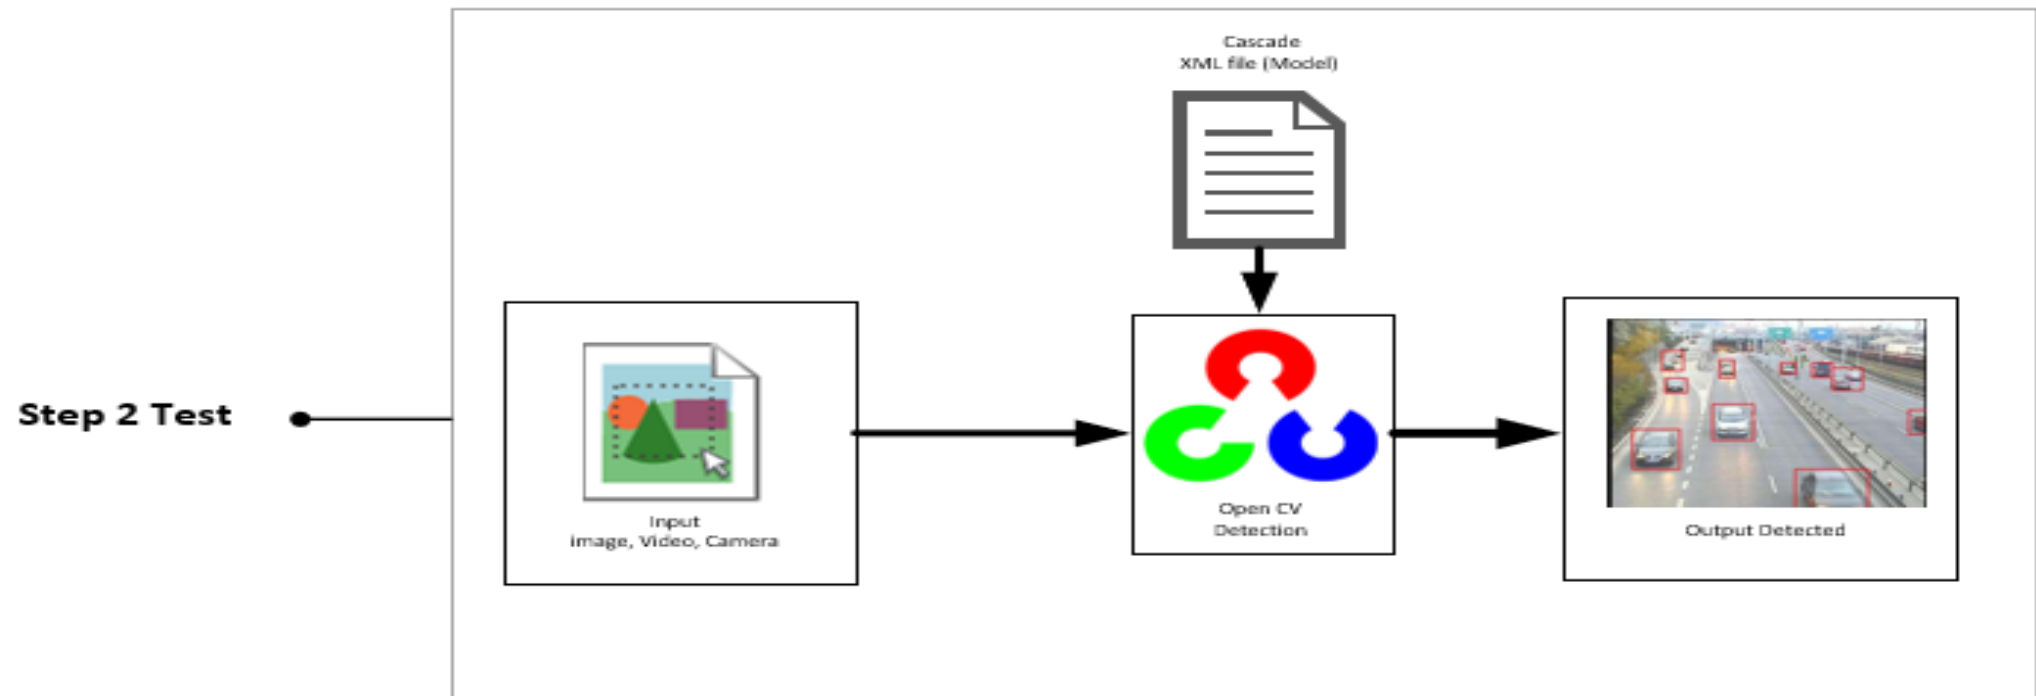 Cascade
XML file (Model)
Step 2 Test
Input
image, Video, Camera
Open CV
Detection
Output Detected